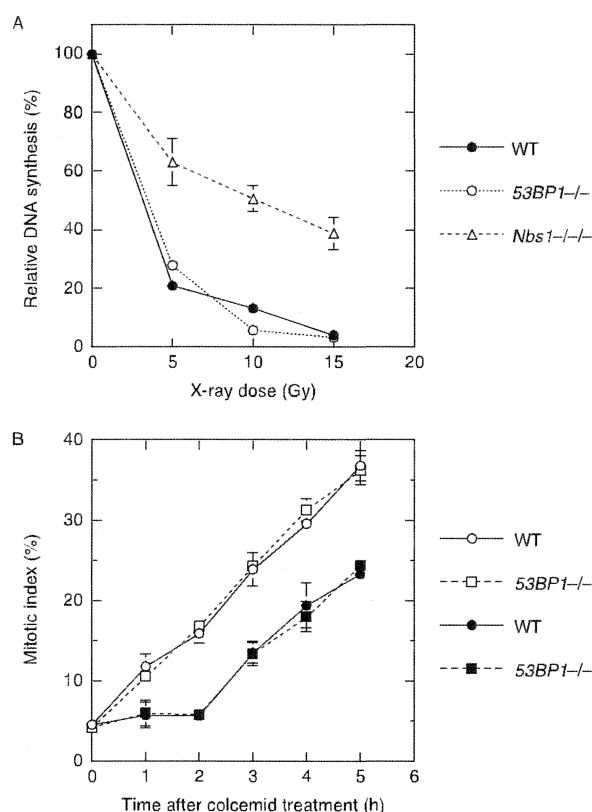 A
Relative DNA synthesis (%)
100
80
60
40
20
0
0 5 10 15 20
X-ray dose (Gy)
WT
53BP1–/–
Nbs1–/–/–
B
Mitotic index (%)
40
30
20
10
0
0 1 2 3 4 5 6
Time after colcemid treatment (h)
WT
53BP1–/–
WT
53BP1–/–